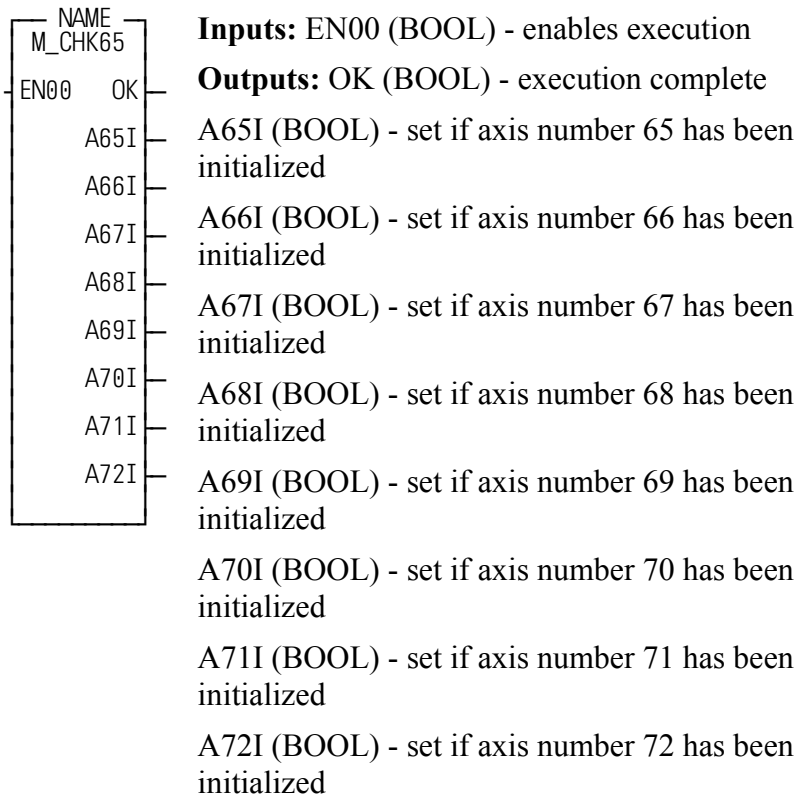 NAME
M_CHK65
EN00 OK
A65I
A66I
A67I
A68I
A69I
A70I
A71I
A72I
Inputs: EN00 (BOOL) - enables execution
Outputs: OK (BOOL) - execution complete
A65I (BOOL) - set if axis number 65 has been
initialized
A66I (BOOL) - set if axis number 66 has been
initialized
A67I (BOOL) - set if axis number 67 has been
initialized
A68I (BOOL) - set if axis number 68 has been
initialized
A69I (BOOL) - set if axis number 69 has been
initialized
A70I (BOOL) - set if axis number 70 has been
initialized
A71I (BOOL) - set if axis number 71 has been
initialized
A72I (BOOL) - set if axis number 72 has been
initialized